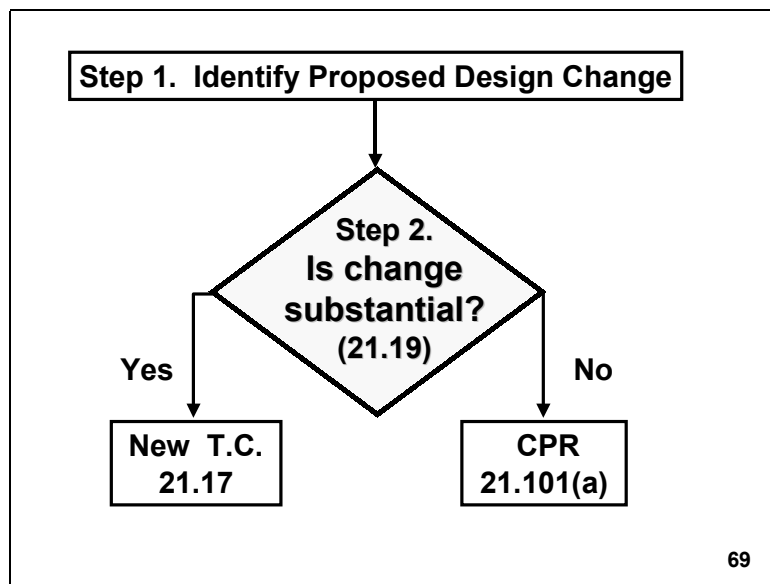 Step 1. Identify Proposed Design Change
Step 2.
Is change
substantial?
(21.19)
Yes
No
New T.C.
21.17
CPR
21.101(a)
69